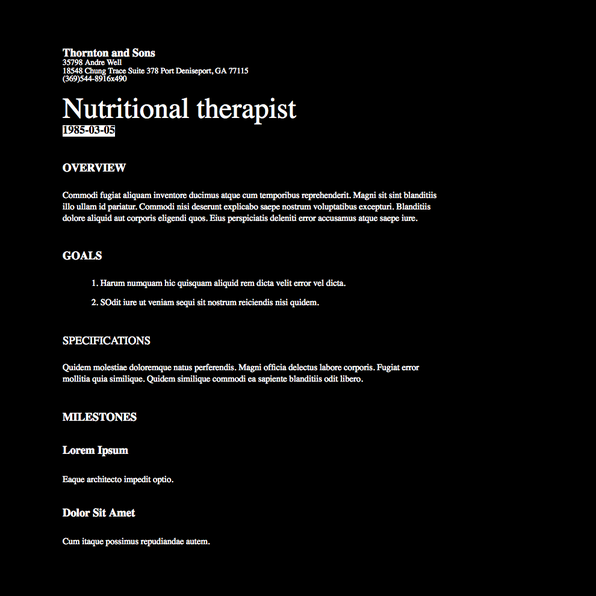 Thornton and Sons
35798 Andre Well
18548 Chung Trace Suite 378 Port Deniseport, GA 77115
(369)544-8916x490
Nutritional therapist
1985-03-05
OVERVIEW
Commodi fugiat aliquam inventore ducimus atque cum temporibus reprehenderit. Magni sit sint blanditiis
illo ullam id pariatur. Commodi nisi deserunt explicabo saepe nostrum voluptatibus excepturi. Blanditiis
dolore aliquid aut corporis eligendi quos. Eius perspiciatis deleniti error accusamus atque saepe iure.
GOALS
1. Harum numquam hic quisquam aliquid rem dicta velit error vel dicta.
2. SOdit iure ut veniam sequi sit nostrum reiciendis nisi quidem.
SPECIFICATIONS
Quidem molestiae doloremque natus perferendis. Magni officia delectus labore corporis. Fugiat error
mollitia quia similique. Quidem similique commodi ea sapiente blanditiis odit libero.
MILESTONES
Lorem Ipsum
Eaque architecto impedit optio.
Dolor Sit Amet
Cum itaque possimus repudiandae autem.